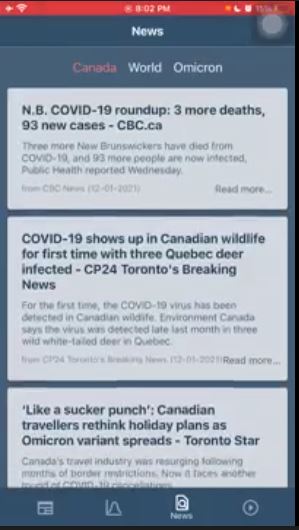 8:02 PM
News
Canada World Omicron
N.B. COVID-19 roundup: 3 more deaths,
93 new cases - CBC.ca
Three more New Brunswickers have died from
COVID-19, and 93 more people are now infected,
Public Health reported Wednesday.
from CBC News (12-01-2021) Read more...
COVID-19 shows up in Canadian wildlife
for first time with three Quebec deer
infected - CP24 Toronto's Breaking
News
For the first time, the COVID-19 virus has been
detected in Canadian wildlife. Environment Canada
says the virus was detected late last month in three
wild white-tailed deer in Quebec.
from CP24 Toronto's Breaking News (12-01-2021) Read more...
'Like a sucker punch': Canadian
travellers rethink holiday plans as
Omicron variant spreads - Toronto Star
Canada's travel industry was resurging following
months of border restrictions. Now it faces another
round of COVID-19 cancellations.
News